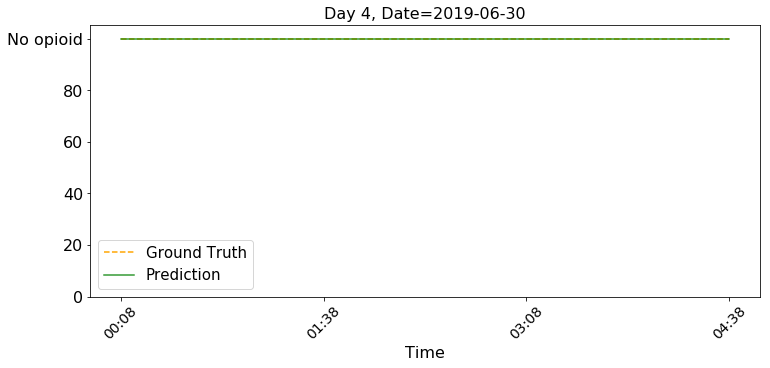 Day 4, Date=2019-06-30
No opioid
80
60
40
20
0
Ground Truth
Prediction
00:08
01:38
03:08
04:38
Time